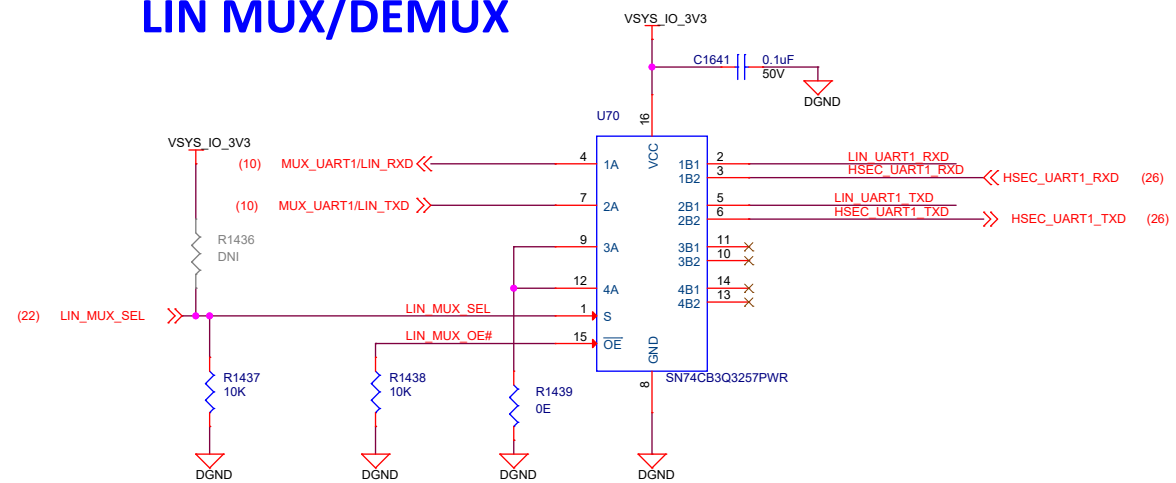 LIN MUX/DEMUX
VSYS_IO_3V3
C1641 0.1uF
50V
DGND
U70
16
VCC
VSYS_IO_3V3
(10) MUX_UART1/LIN_RXD 4 1A 1B1 2 LIN_UART1_RXD
1B2 3 HSEC_UART1_RXD HSEC_UART1_RXD (26)
(10) MUX_UART1/LIN_TXD 7 2A 2B1 5 LIN_UART1_TXD
2B2 6 HSEC_UART1_TXD HSEC_UART1_TXD (26)
R1436
DNI
9 3A 3B1 11
3B2 10
12 4A 4B1 14
4B2 13
(22) LIN_MUX_SEL LIN_MUX_SEL 1 S
LIN_MUX_OE# 15 OE
GND
8
SN74CB3Q3257PWR
R1437
10K
R1438
10K
R1439
0E
DGND DGND DGND DGND